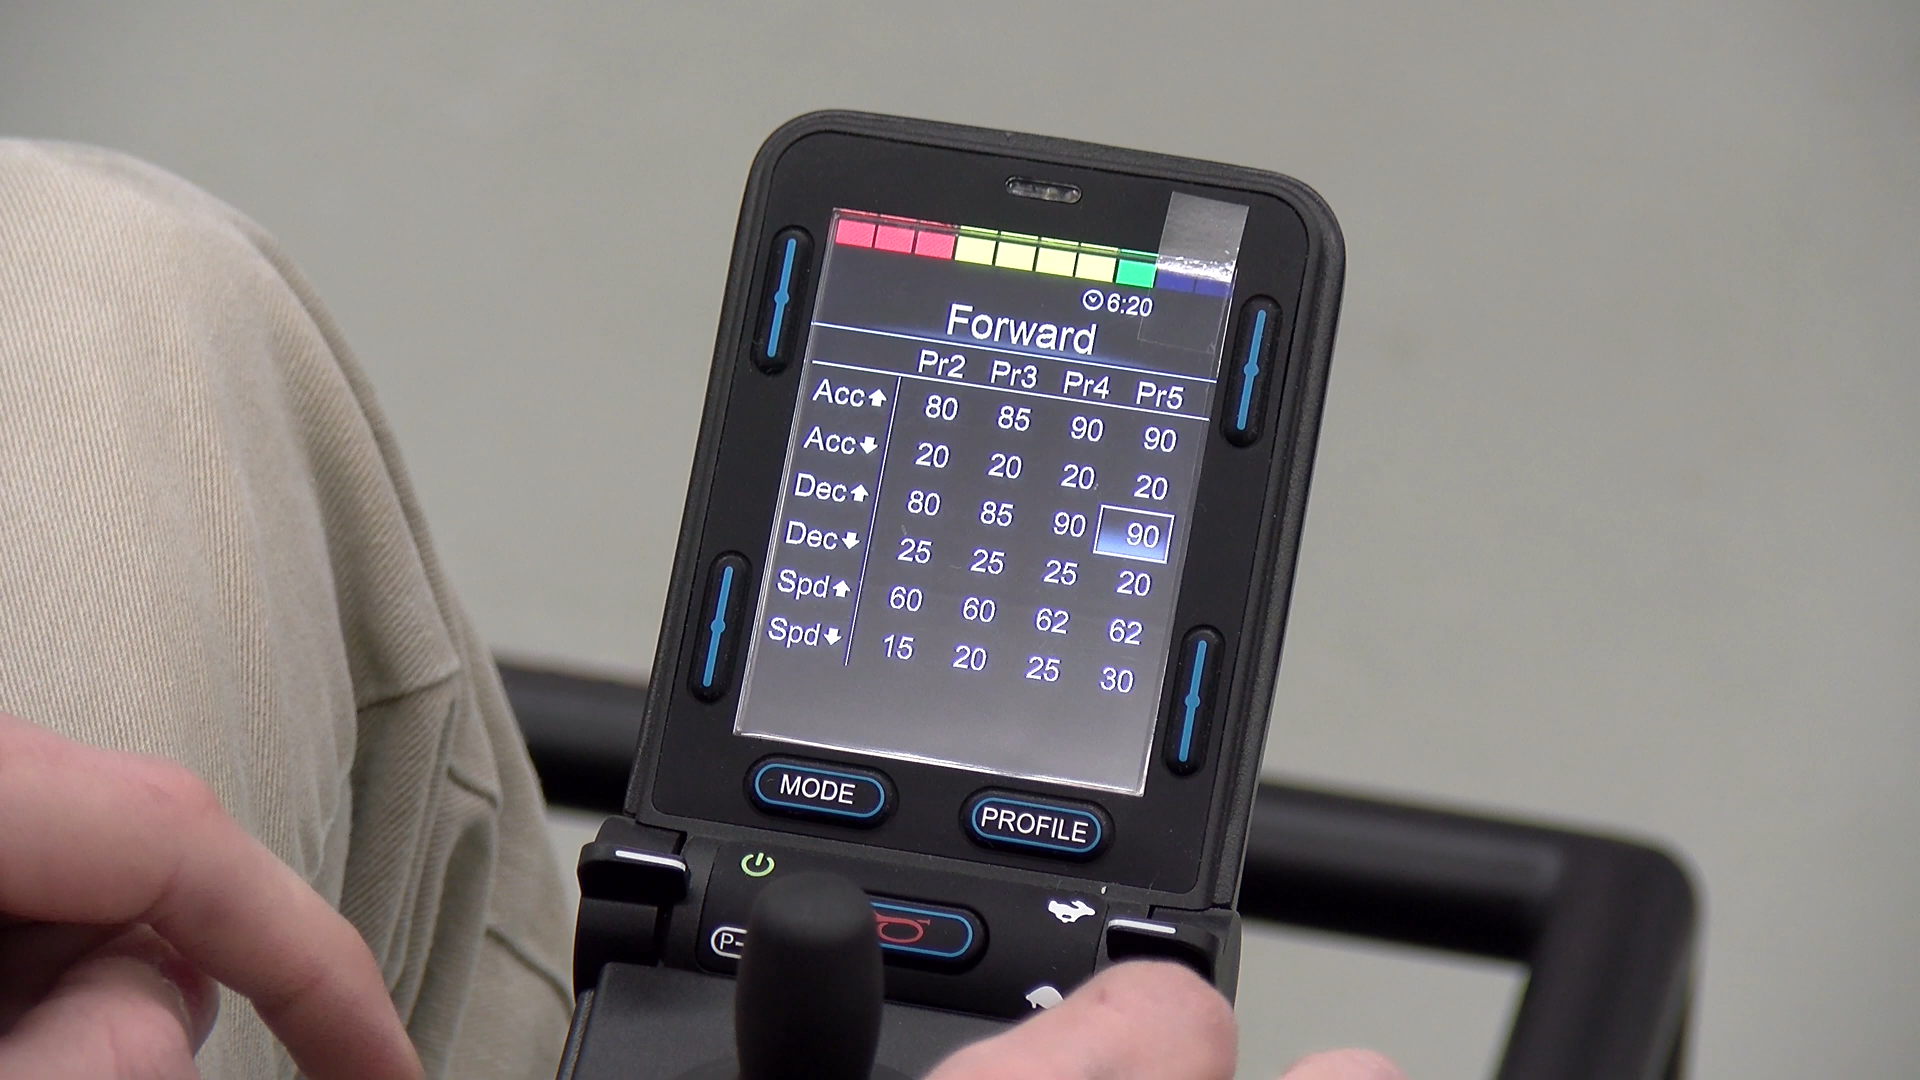 6:20
Forward
Pr2 Pr3 Pr4 Pr5
Acc⬆ 80 85 90 90
Acc⬇ 20 20 20 20
Dec⬆ 80 85 90 90
Dec⬇ 25 25 25 20
Spd⬆ 60 60 62 62
Spd⬇ 15 20 25 30
MODE PROFILE
P-